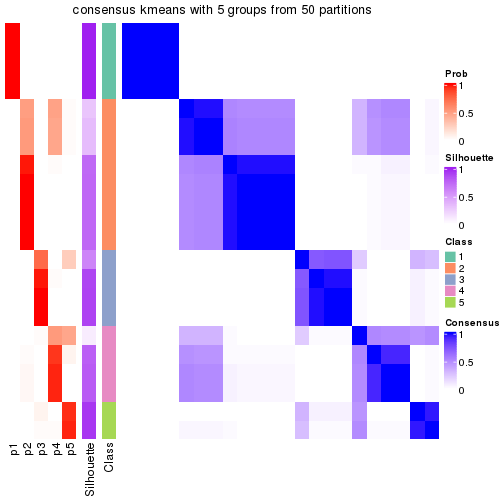 consensus kmeans with 5 groups from 50 partitions
Prob
1
0.5
0
Silhouette
1
0.5
0
Class
1
2
3
4
5
Consensus
1
0.5
0
p1
p2
p3
p4
p5
Silhouette
Class